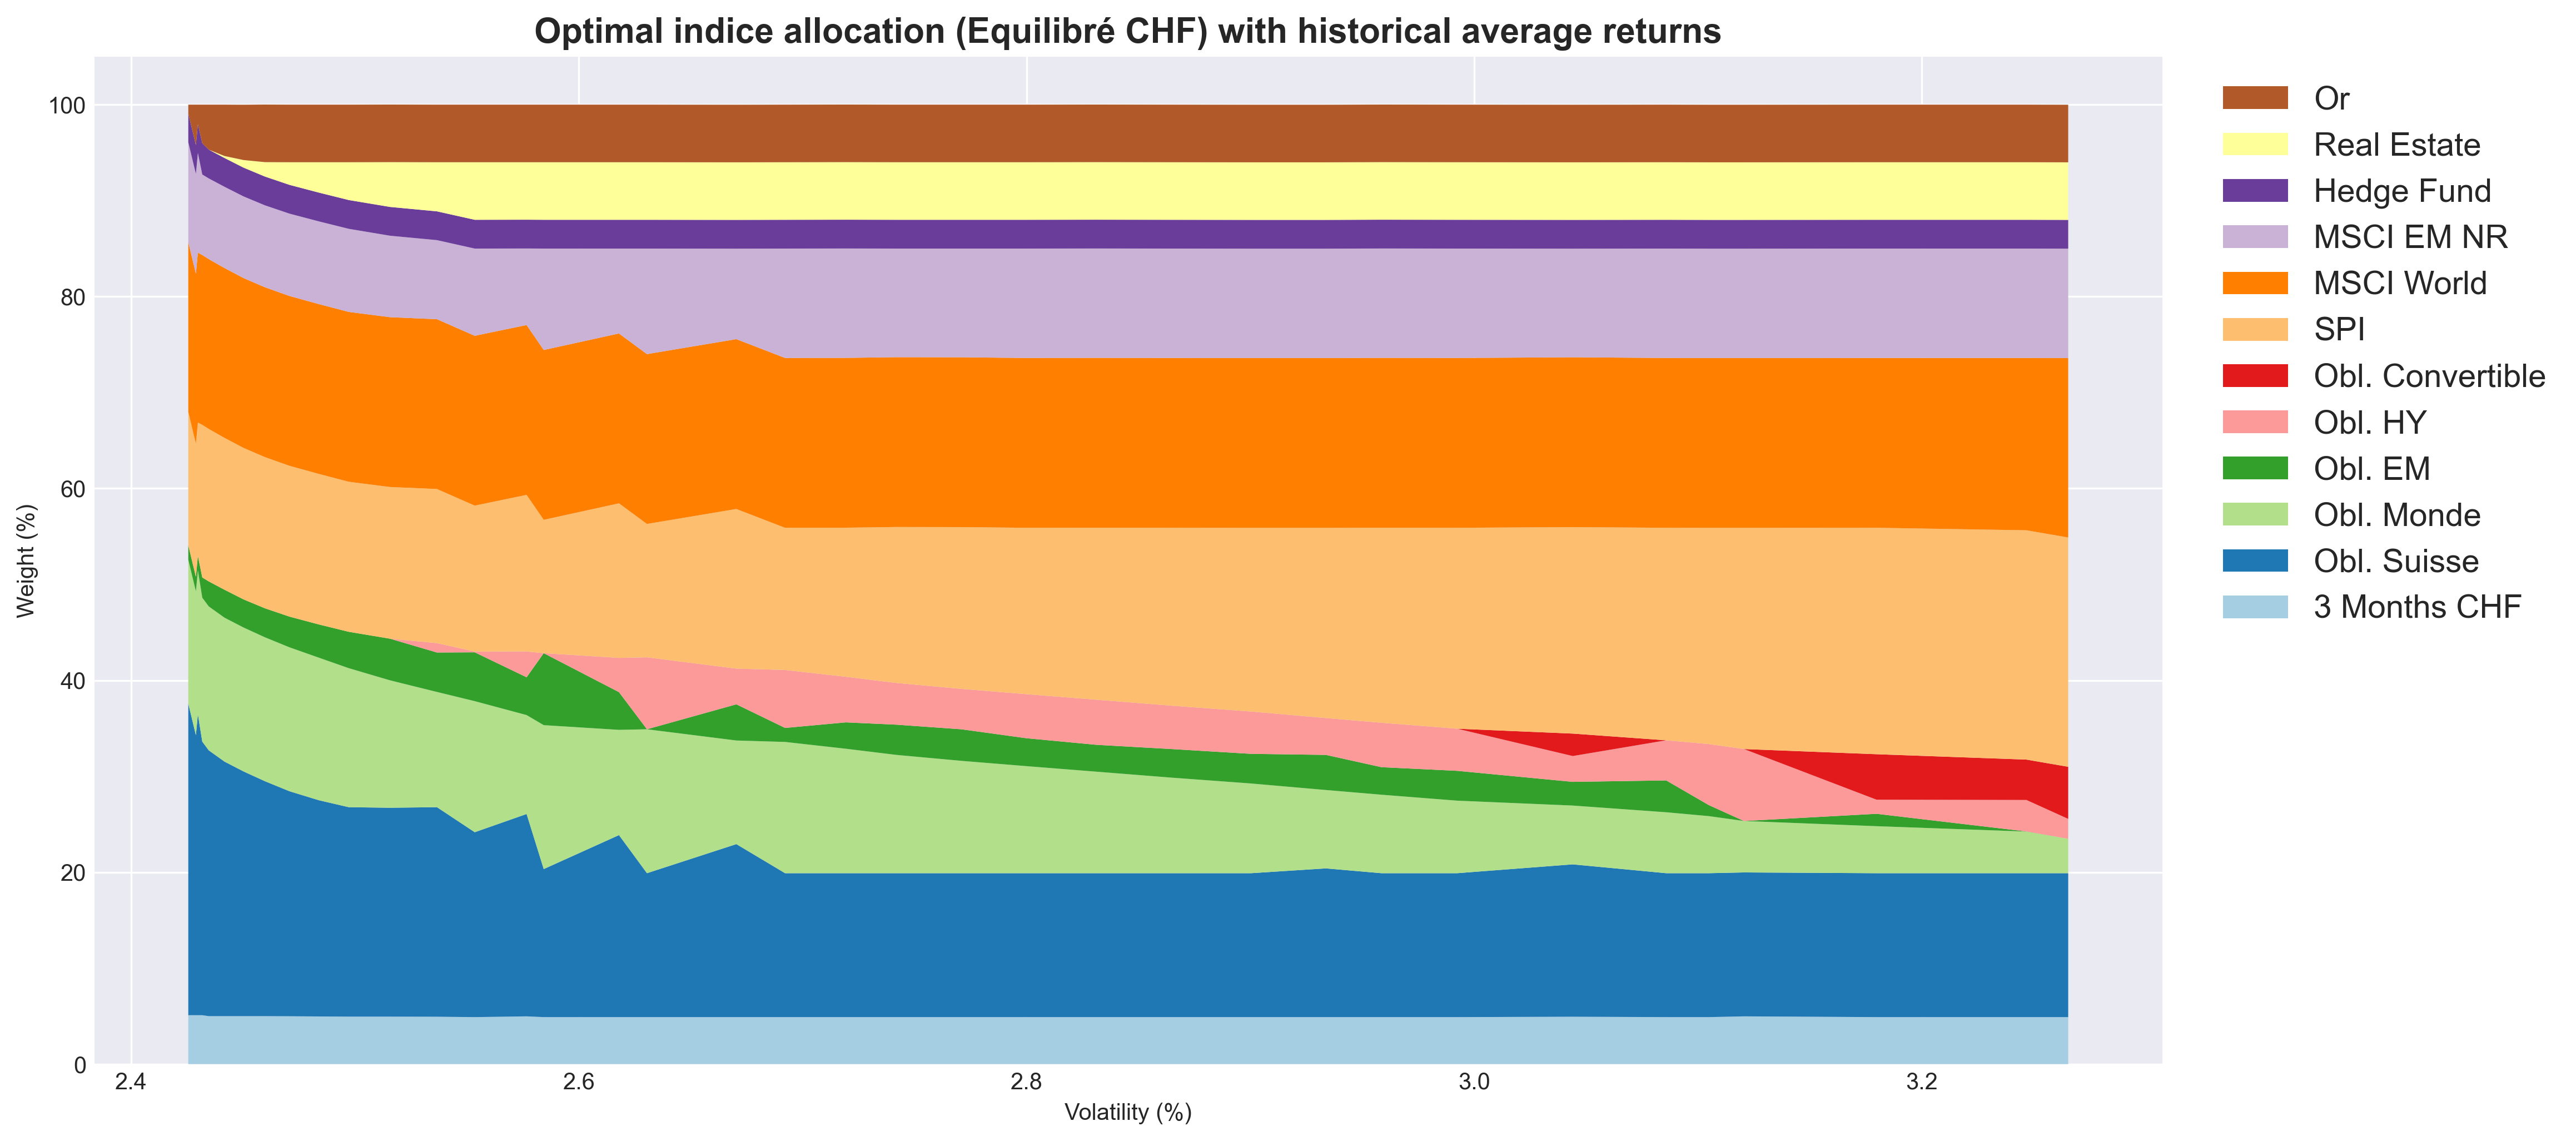 Optimal indice allocation (Equilibré CHF) with historical average returns
Weight (%)
100
80
60
40
20
0
2.4
2.6
2.8
3.0
3.2
Volatility (%)
Or
Real Estate
Hedge Fund
MSCI EM NR
MSCI World
SPI
Obl. Convertible
Obl. HY
Obl. EM
Obl. Monde
Obl. Suisse
3 Months CHF